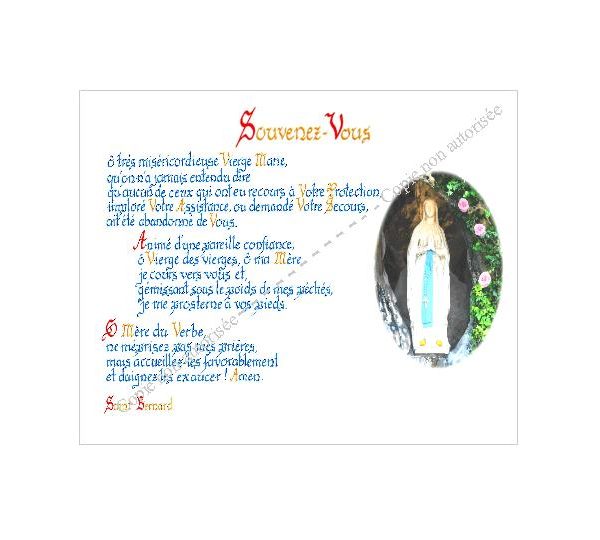 Souvenez-Vous
ô très miséricordieuse Vierge Marie,
qu'on n'a jamais entendu dire
qu'aucun de ceux qui ont eu recours à Votre Protection,
imploré Votre Assistance, ou demandé Votre Secours,
ait été abandonné de Vous.
Animé d'une pareille confiance,
ô Vierge des vierges, ô ma Mère,
je cours vers vous et,
gémissant sous le poids de mes péchés,
je me prosterne à vos pieds.
Ô Mère du Verbe,
ne méprisez pas mes prières,
mais accueillez-les favorablement
et daignez les exaucer ! Amen.
Saint Bernard
Copie non autorisée
Copie non autorisée